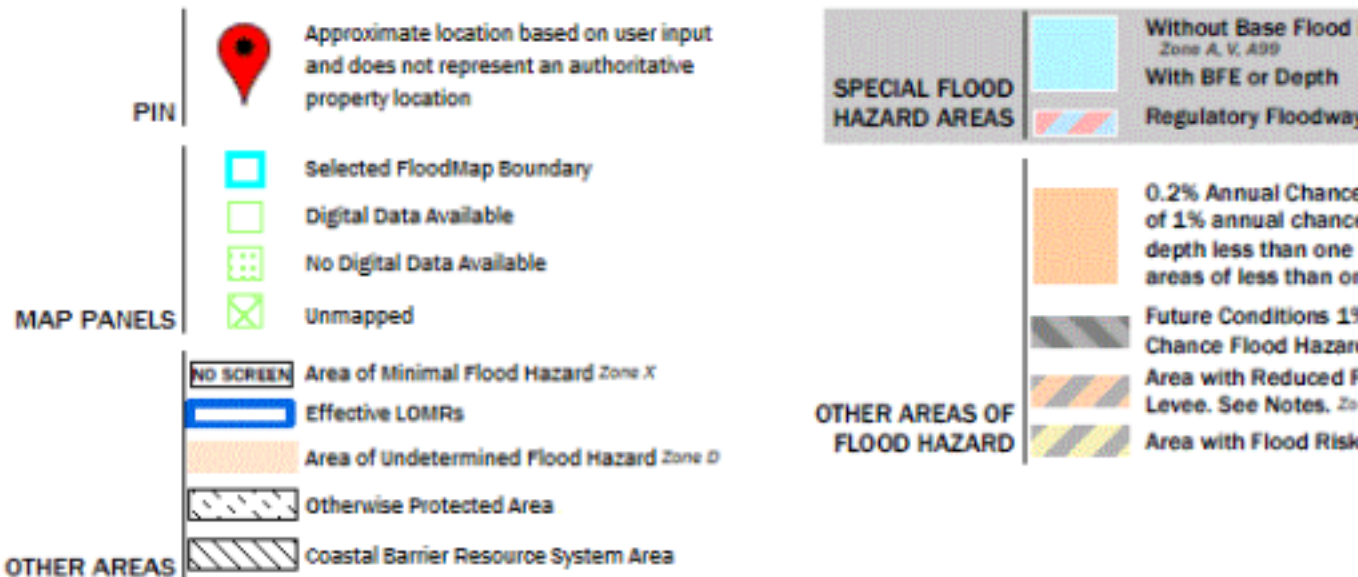 Approximate location based on user input
and does not represent an authoritative
property location
PIN
Selected FloodMap Boundary
Digital Data Available
No Digital Data Available
Unmapped
MAP PANELS
NO SCREEN Area of Minimal Flood Hazard Zone X
Effective LOMRs
Area of Undetermined Flood Hazard Zone D
Otherwise Protected Area
Coastal Barrier Resource System Area
OTHER AREAS
Without Base Flood
Zone A, V, A99
With BFE or Depth
SPECIAL FLOOD
HAZARD AREAS
Regulatory Floodway
0.2% Annual Chance
of 1% annual chance
depth less than one
areas of less than on
Future Conditions 1%
Chance Flood Hazard
Area with Reduced F
Levee. See Notes. Zo
OTHER AREAS OF
FLOOD HAZARD
Area with Flood Risk